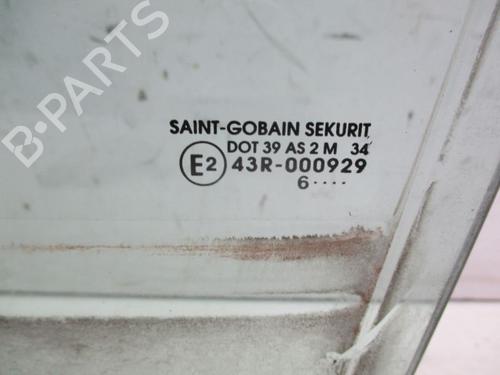 B-PARTS
SAINT-GOBAIN SEKURIT
DOT 39 AS 2 M 34
E2 43R-000929
6····